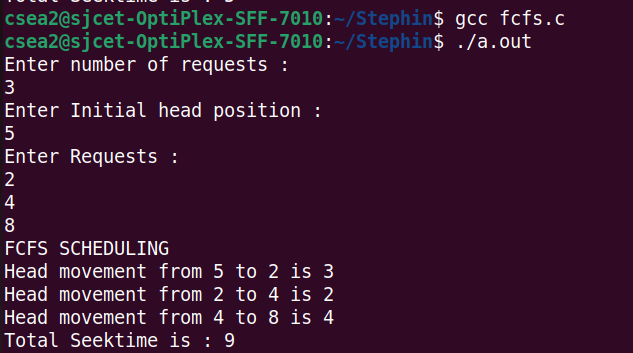 Total Seektime is : 9
csea2@sjcet-OptiPlex-SFF-7010:~/Stephin$ gcc fcfs.c
csea2@sjcet-OptiPlex-SFF-7010:~/Stephin$ ./a.out
Enter number of requests :
3
Enter Initial head position :
5
Enter Requests :
2
4
8
FCFS SCHEDULING
Head movement from 5 to 2 is 3
Head movement from 2 to 4 is 2
Head movement from 4 to 8 is 4
Total Seektime is : 9